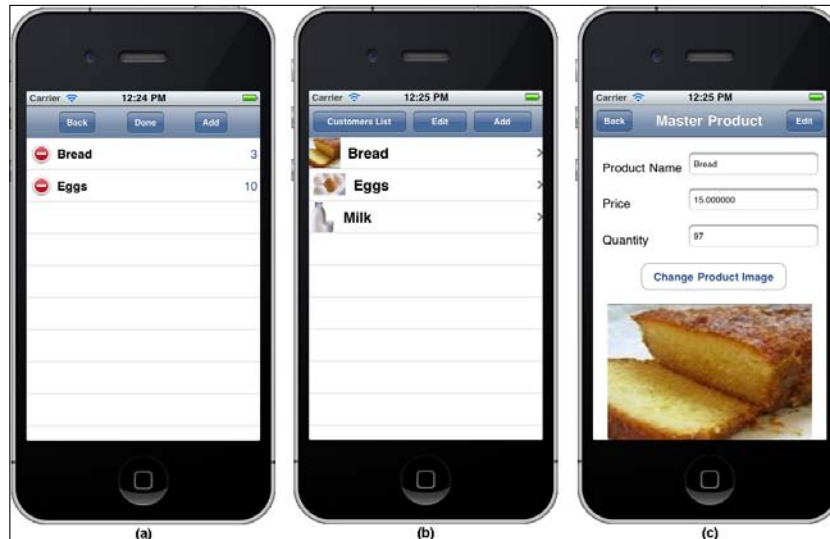 Carrier 12:24 PM
Back Done Add
Bread 3
Eggs 10
(a)
Carrier 12:25 PM
Customers List Edit Add
Bread
Eggs
Milk
(b)
Carrier 12:25 PM
Back Master Product Edit
Product Name Bread
Price 15.000000
Quantity 97
Change Product Image
(c)